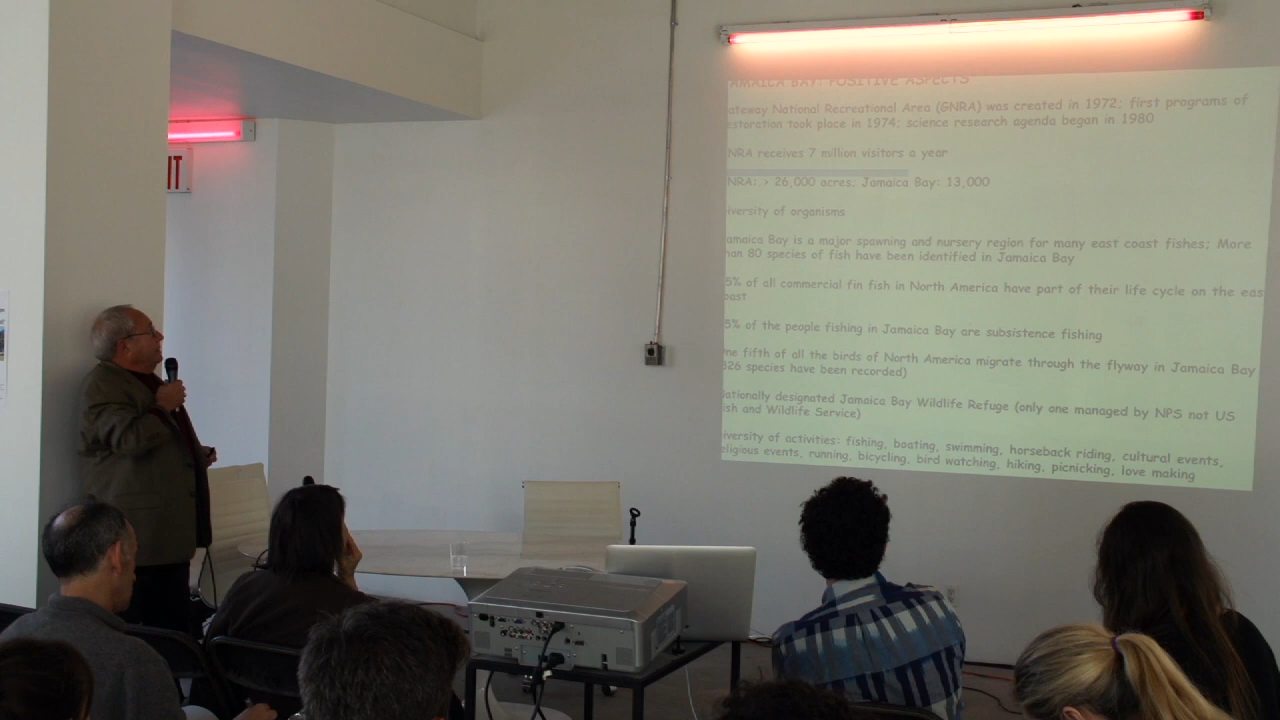 AMAICA BAY: POSITIVE ASPECTS
ateway National Recreational Area (GNRA) was created in 1972; first programs of
estoration took place in 1974; science research agenda began in 1980
NRA receives 7 million visitors a year
NRA: > 26,000 acres; Jamaica Bay: 13,000
iversity of organisms
amaica Bay is a major spawning and nursery region for many east coast fishes; More
han 80 species of fish have been identified in Jamaica Bay
5% of all commercial fin fish in North America have part of their life cycle on the eas
oast
5% of the people fishing in Jamaica Bay are subsistence fishing
ne fifth of all the birds of North America migrate through the flyway in Jamaica Bay
326 species have been recorded)
ationally designated Jamaica Bay Wildlife Refuge (only one managed by NPS not US
ish and Wildlife Service)
iversity of activities: fishing, boating, swimming, horseback riding, cultural events,
eligious events, running, bicycling, bird watching, hiking, picnicking, love making
IT